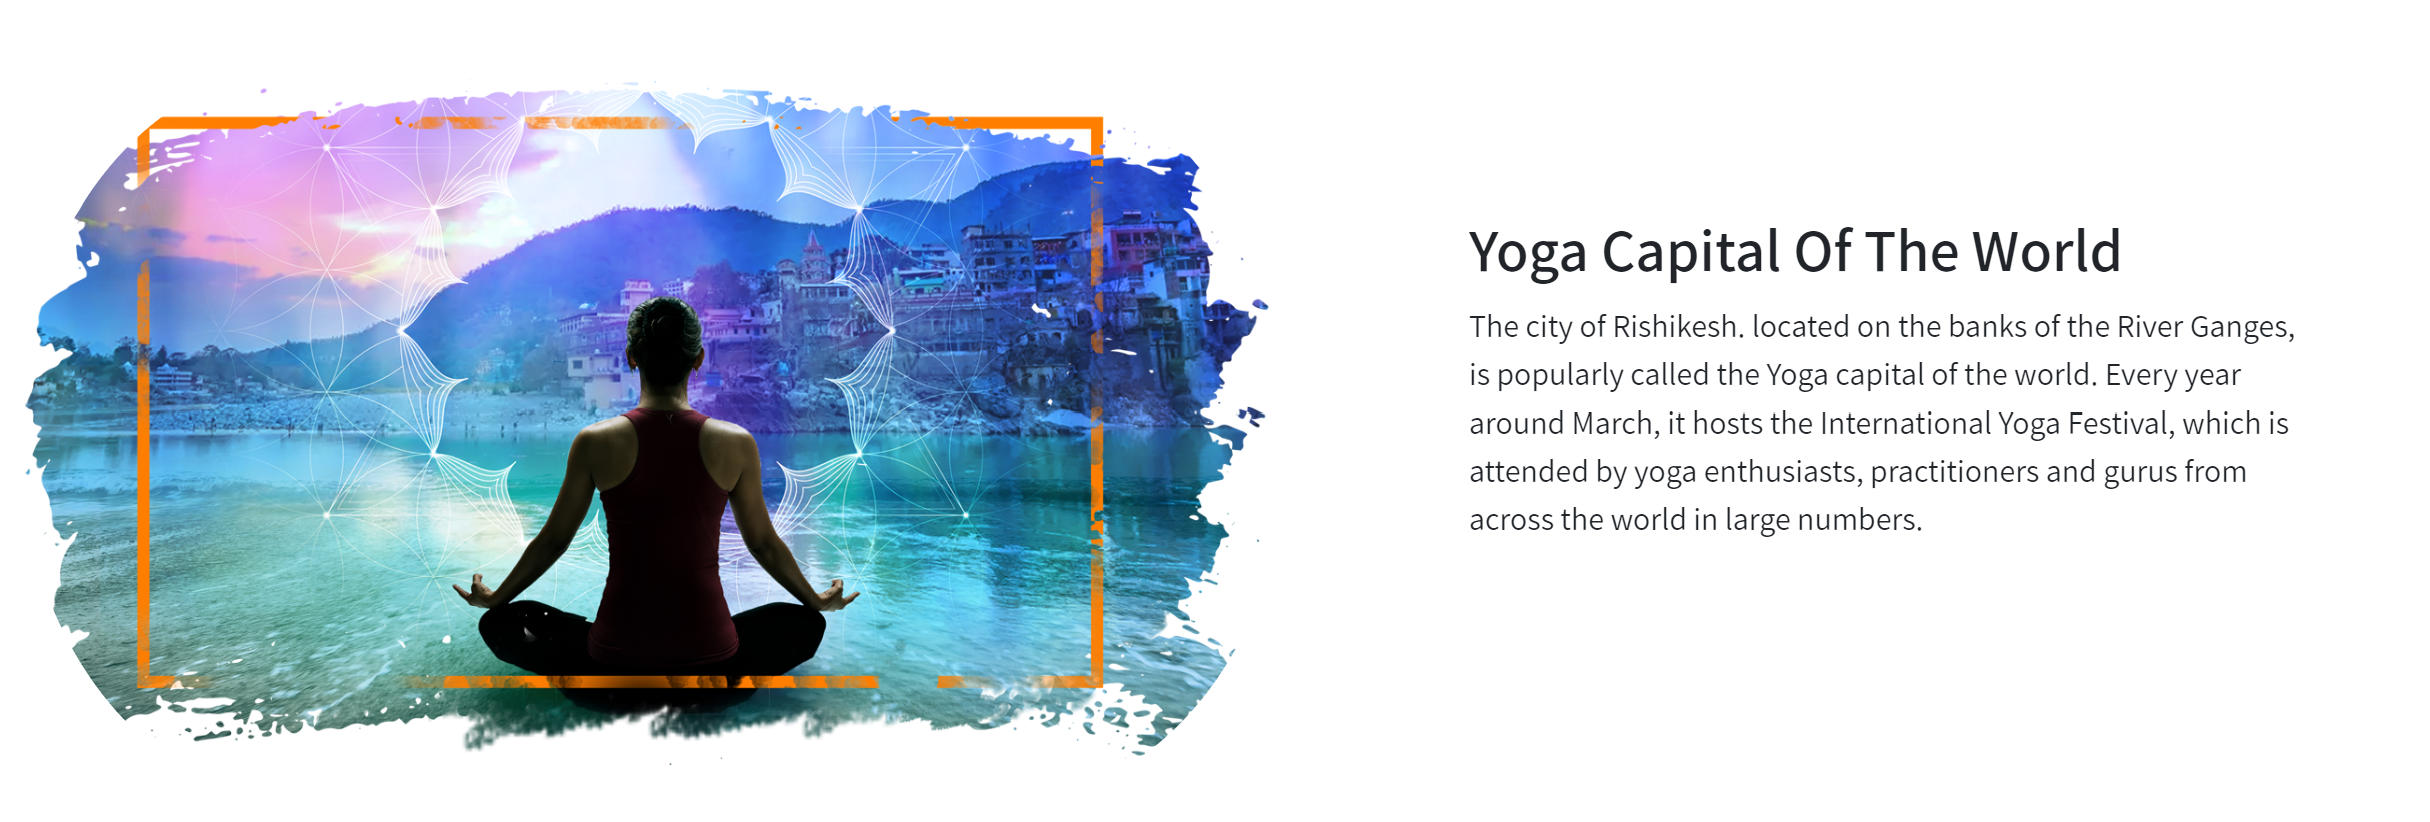 Yoga Capital Of The World
The city of Rishikesh. located on the banks of the River Ganges,
is popularly called the Yoga capital of the world. Every year
around March, it hosts the International Yoga Festival, which is
attended by yoga enthusiasts, practitioners and gurus from
across the world in large numbers.